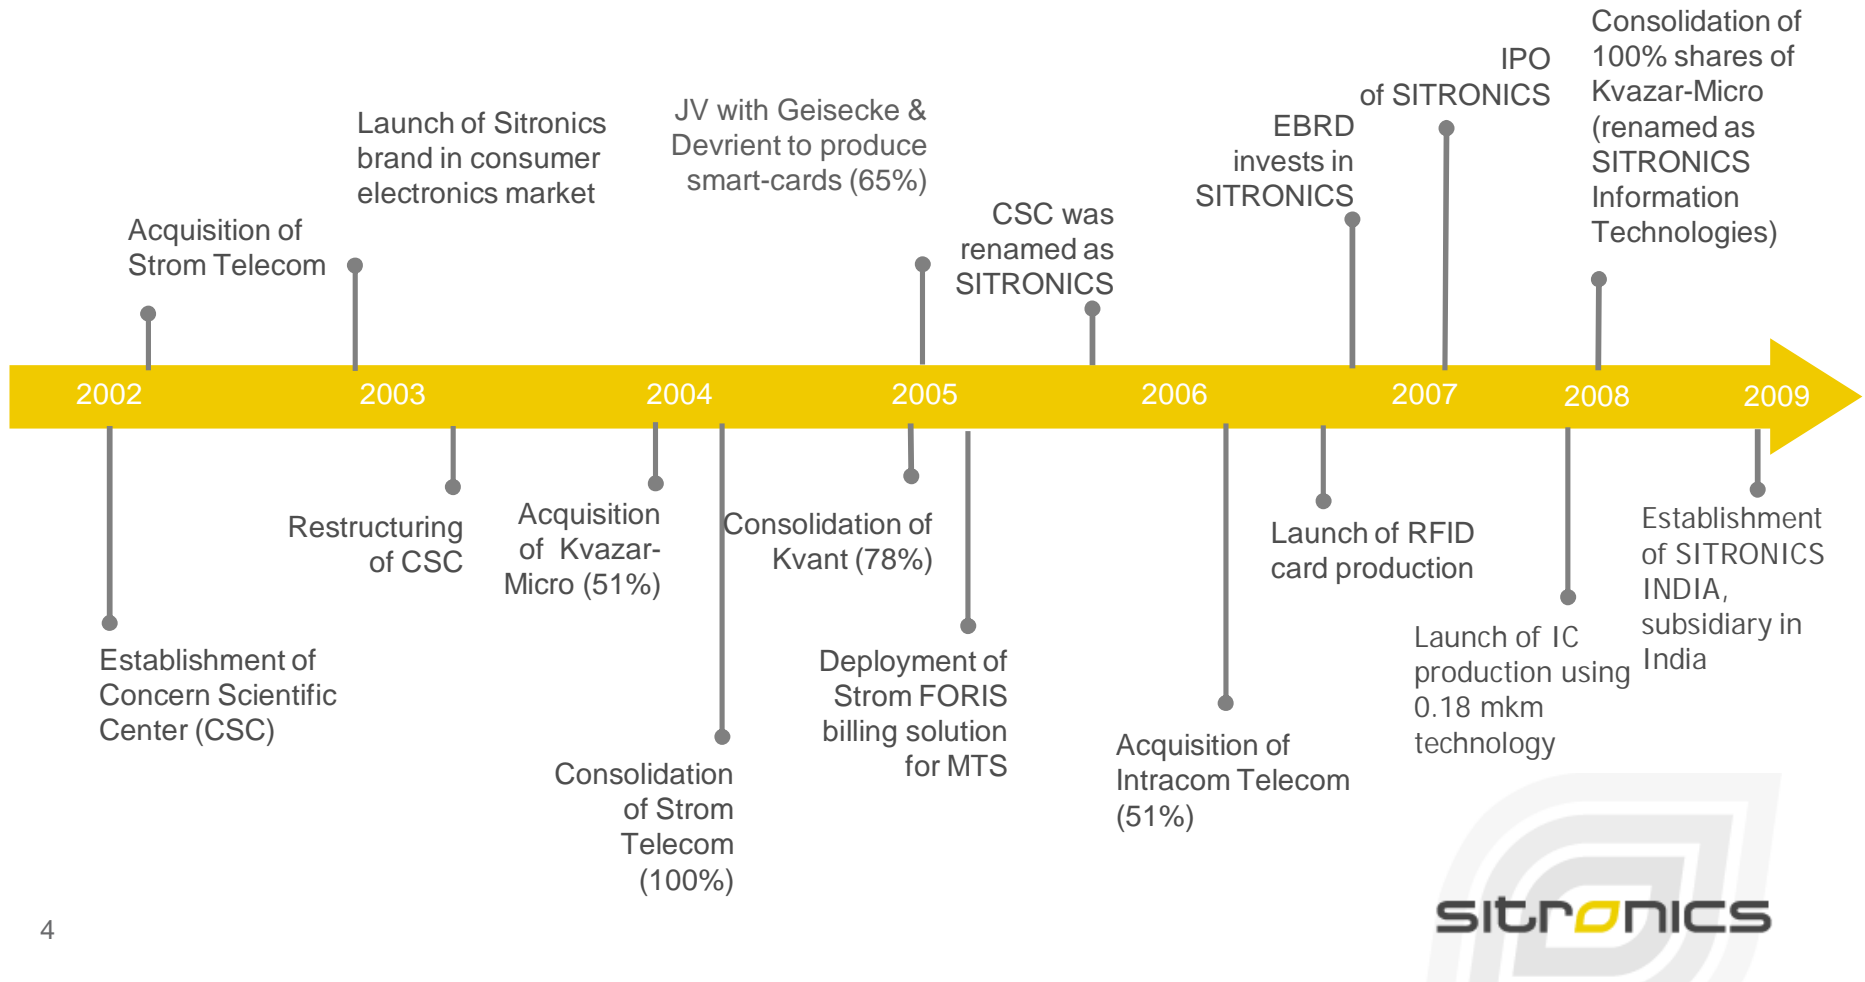 Consolidation of
100% shares of
Kvazar-Micro
(renamed as
SITRONICS
Information
Technologies)
IPO
of SITRONICS
JV with Geisecke &
Devrient to produce
smart-cards (65%)
Launch of Sitronics
brand in consumer
electronics market
EBRD
invests in
SITRONICS
CSC was
renamed as
SITRONICS
Acquisition of
Strom Telecom
2002 2003 2004 2005 2006 2007 2008 2009
Restructuring
of CSC
Acquisition
of Kvazar-
Micro (51%)
Consolidation of
Kvant (78%)
Launch of RFID
card production
Establishment
of SITRONICS
INDIA,
subsidiary in
India
Launch of IC
production using
0.18 mkm
technology
Establishment of
Concern Scientific
Center (CSC)
Deployment of
Strom FORIS
billing solution
for MTS
Acquisition of
Intracom Telecom
(51%)
Consolidation
of Strom
Telecom
(100%)
sitronics
4